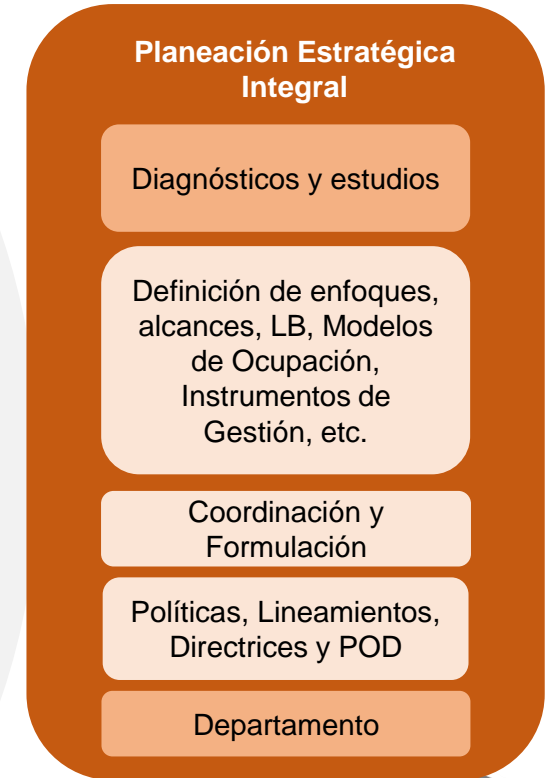 Planeación Estratégica
Integral
Diagnósticos y estudios
Definición de enfoques,
alcances, LB, Modelos
de Ocupación,
Instrumentos de
Gestión, etc.
Coordinación y
Formulación
Políticas, Lineamientos,
Directrices y POD
Departamento